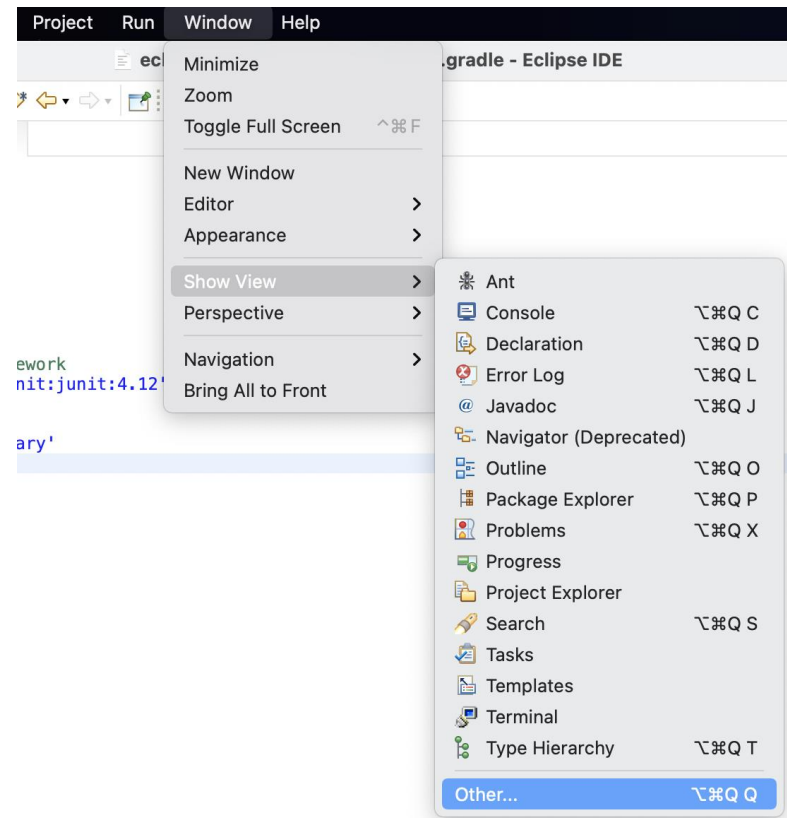 Project Run Window Help
ecl
.gradle - Eclipse IDE
Minimize
Zoom
Toggle Full Screen ^⌘F
New Window
Editor
Appearance
Show View
Perspective
Navigation
Bring All to Front
ework
nit:junit:4.12'
ary'
Ant
Console ⌥⌘Q C
Declaration ⌥⌘Q D
Error Log ⌥⌘Q L
@ Javadoc ⌥⌘Q J
Navigator (Deprecated)
Outline ⌥⌘Q O
Package Explorer ⌥⌘Q P
Problems ⌥⌘Q X
Progress
Project Explorer
Search ⌥⌘Q S
Tasks
Templates
Terminal
Type Hierarchy ⌥⌘Q T
Other... ⌥⌘Q Q